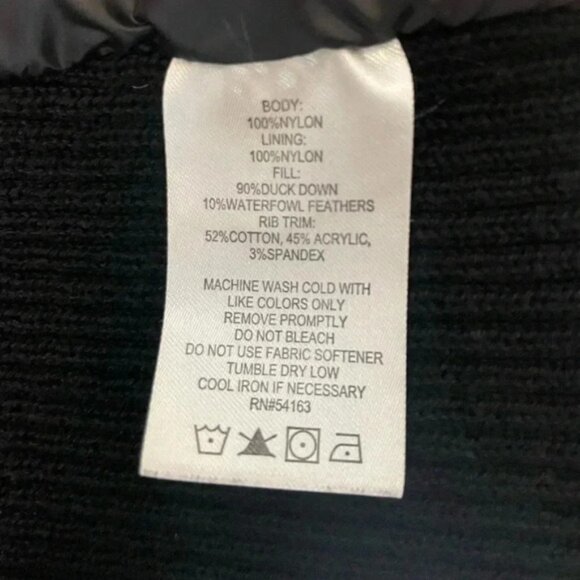 BODY:
100%NYLON
LINING:
100%NYLON
FILL:
90%DUCK DOWN
10%WATERFOWL FEATHERS
RIB TRIM:
52%COTTON, 45% ACRYLIC,
3%SPANDEX
MACHINE WASH COLD WITH
LIKE COLORS ONLY
REMOVE PROMPTLY
DO NOT BLEACH
DO NOT USE FABRIC SOFTENER
TUMBLE DRY LOW
COOL IRON IF NECESSARY
RN#54163